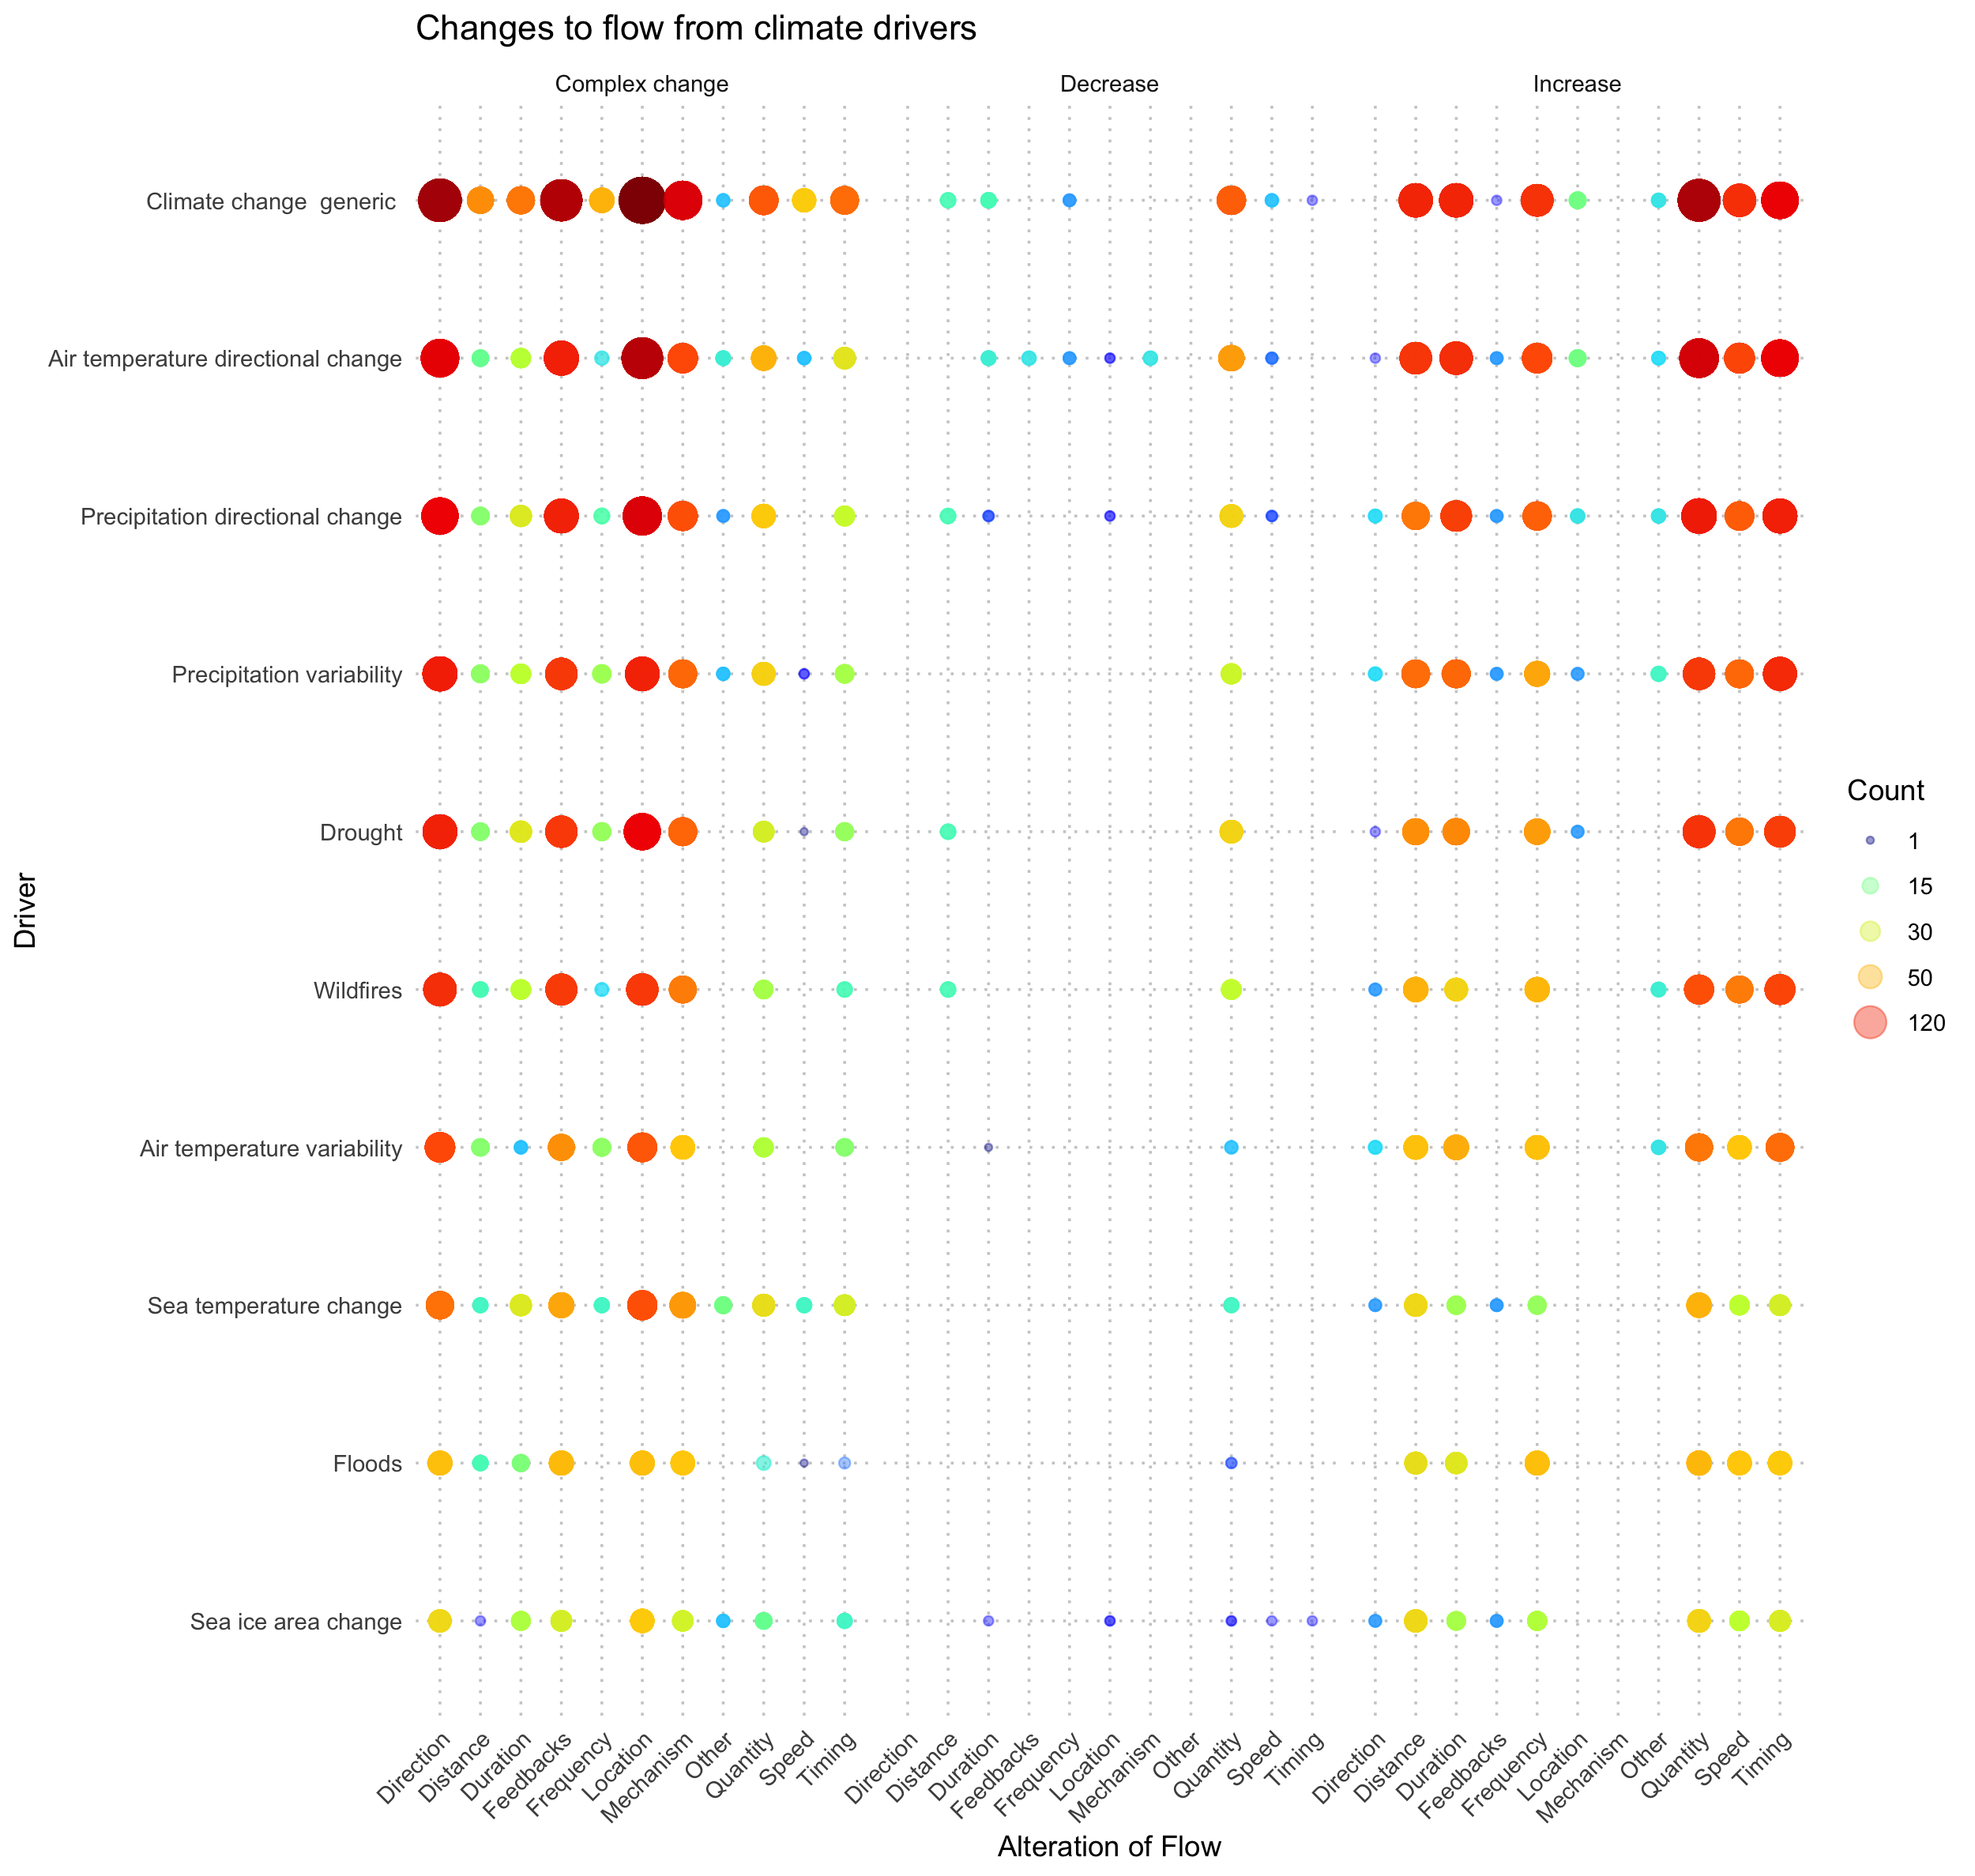 Changes to flow from climate drivers
Complex change
Decrease
Increase
Climate change  generic
Air temperature directional change
Precipitation directional change
Precipitation variability
Drought
Wildfires
Air temperature variability
Sea temperature change
Floods
Sea ice area change
Driver
Count
1
15
30
50
120
Direction
Distance
Duration
Feedbacks
Frequency
Location
Mechanism
Other
Quantity
Speed
Timing
Direction
Distance
Duration
Feedbacks
Frequency
Location
Mechanism
Other
Quantity
Speed
Timing
Direction
Distance
Duration
Feedbacks
Frequency
Location
Mechanism
Other
Quantity
Speed
Timing
Alteration of Flow